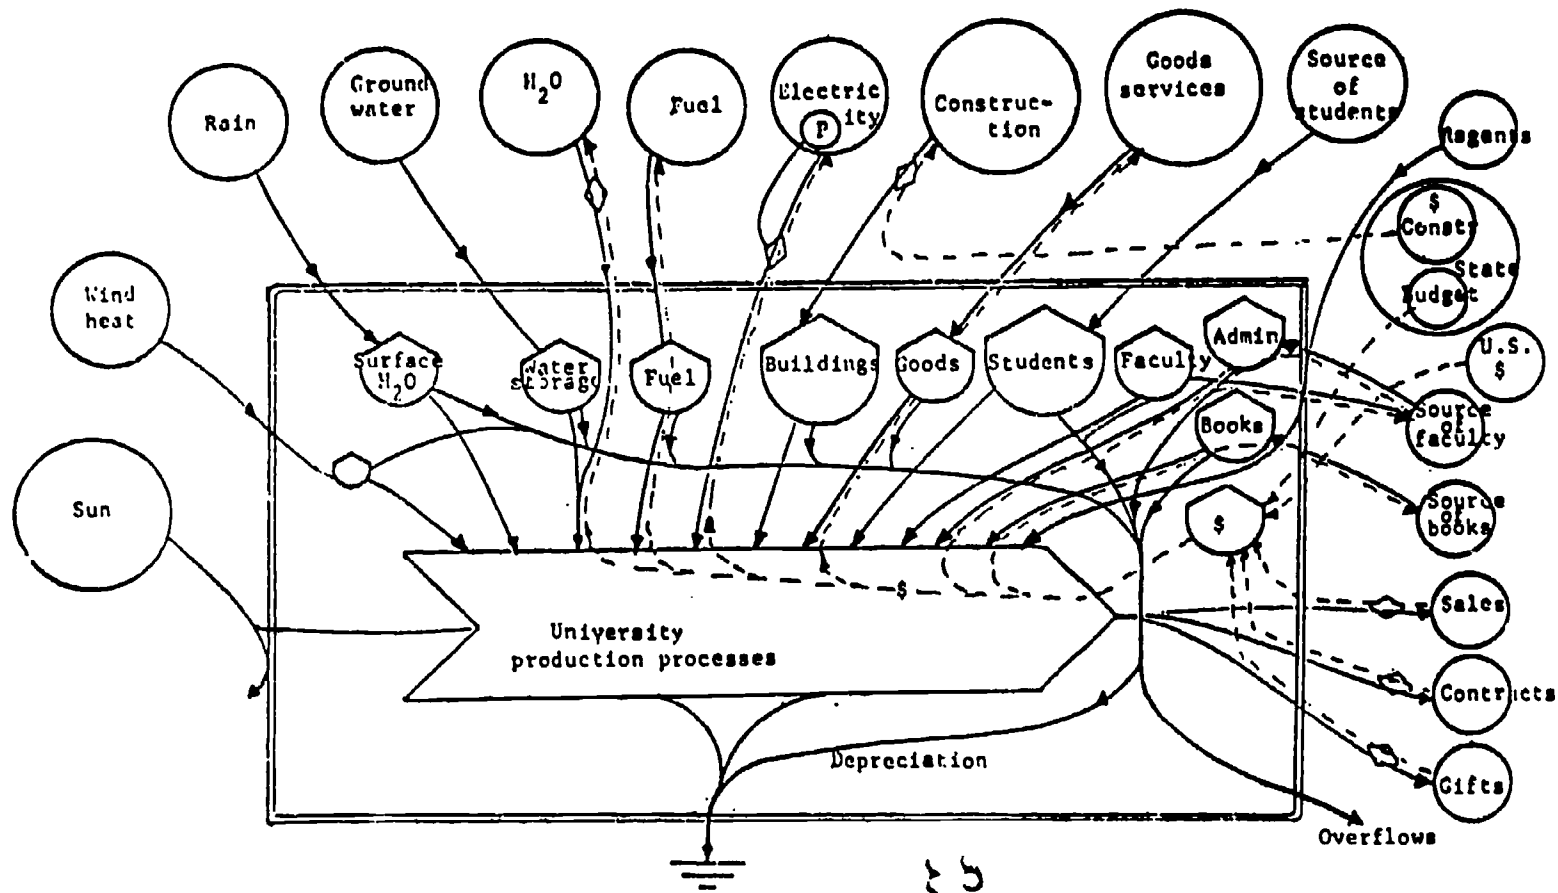 Rain
Ground
water
H2O
Fuel
Electric
ity
P
Construc-
tion
Goods
services
Source
of
students
Regents
$
Const
State
Budget
U.S.
$
Wind
heat
Sun
Surface
H2O
Water
storage
Fuel
Buildings
Goods
Students
Faculty
Admin
Books
Source
of
faculty
Source
of
books
$
$
Sales
Contracts
Gifts
University
production processes
Depreciation
Overflows